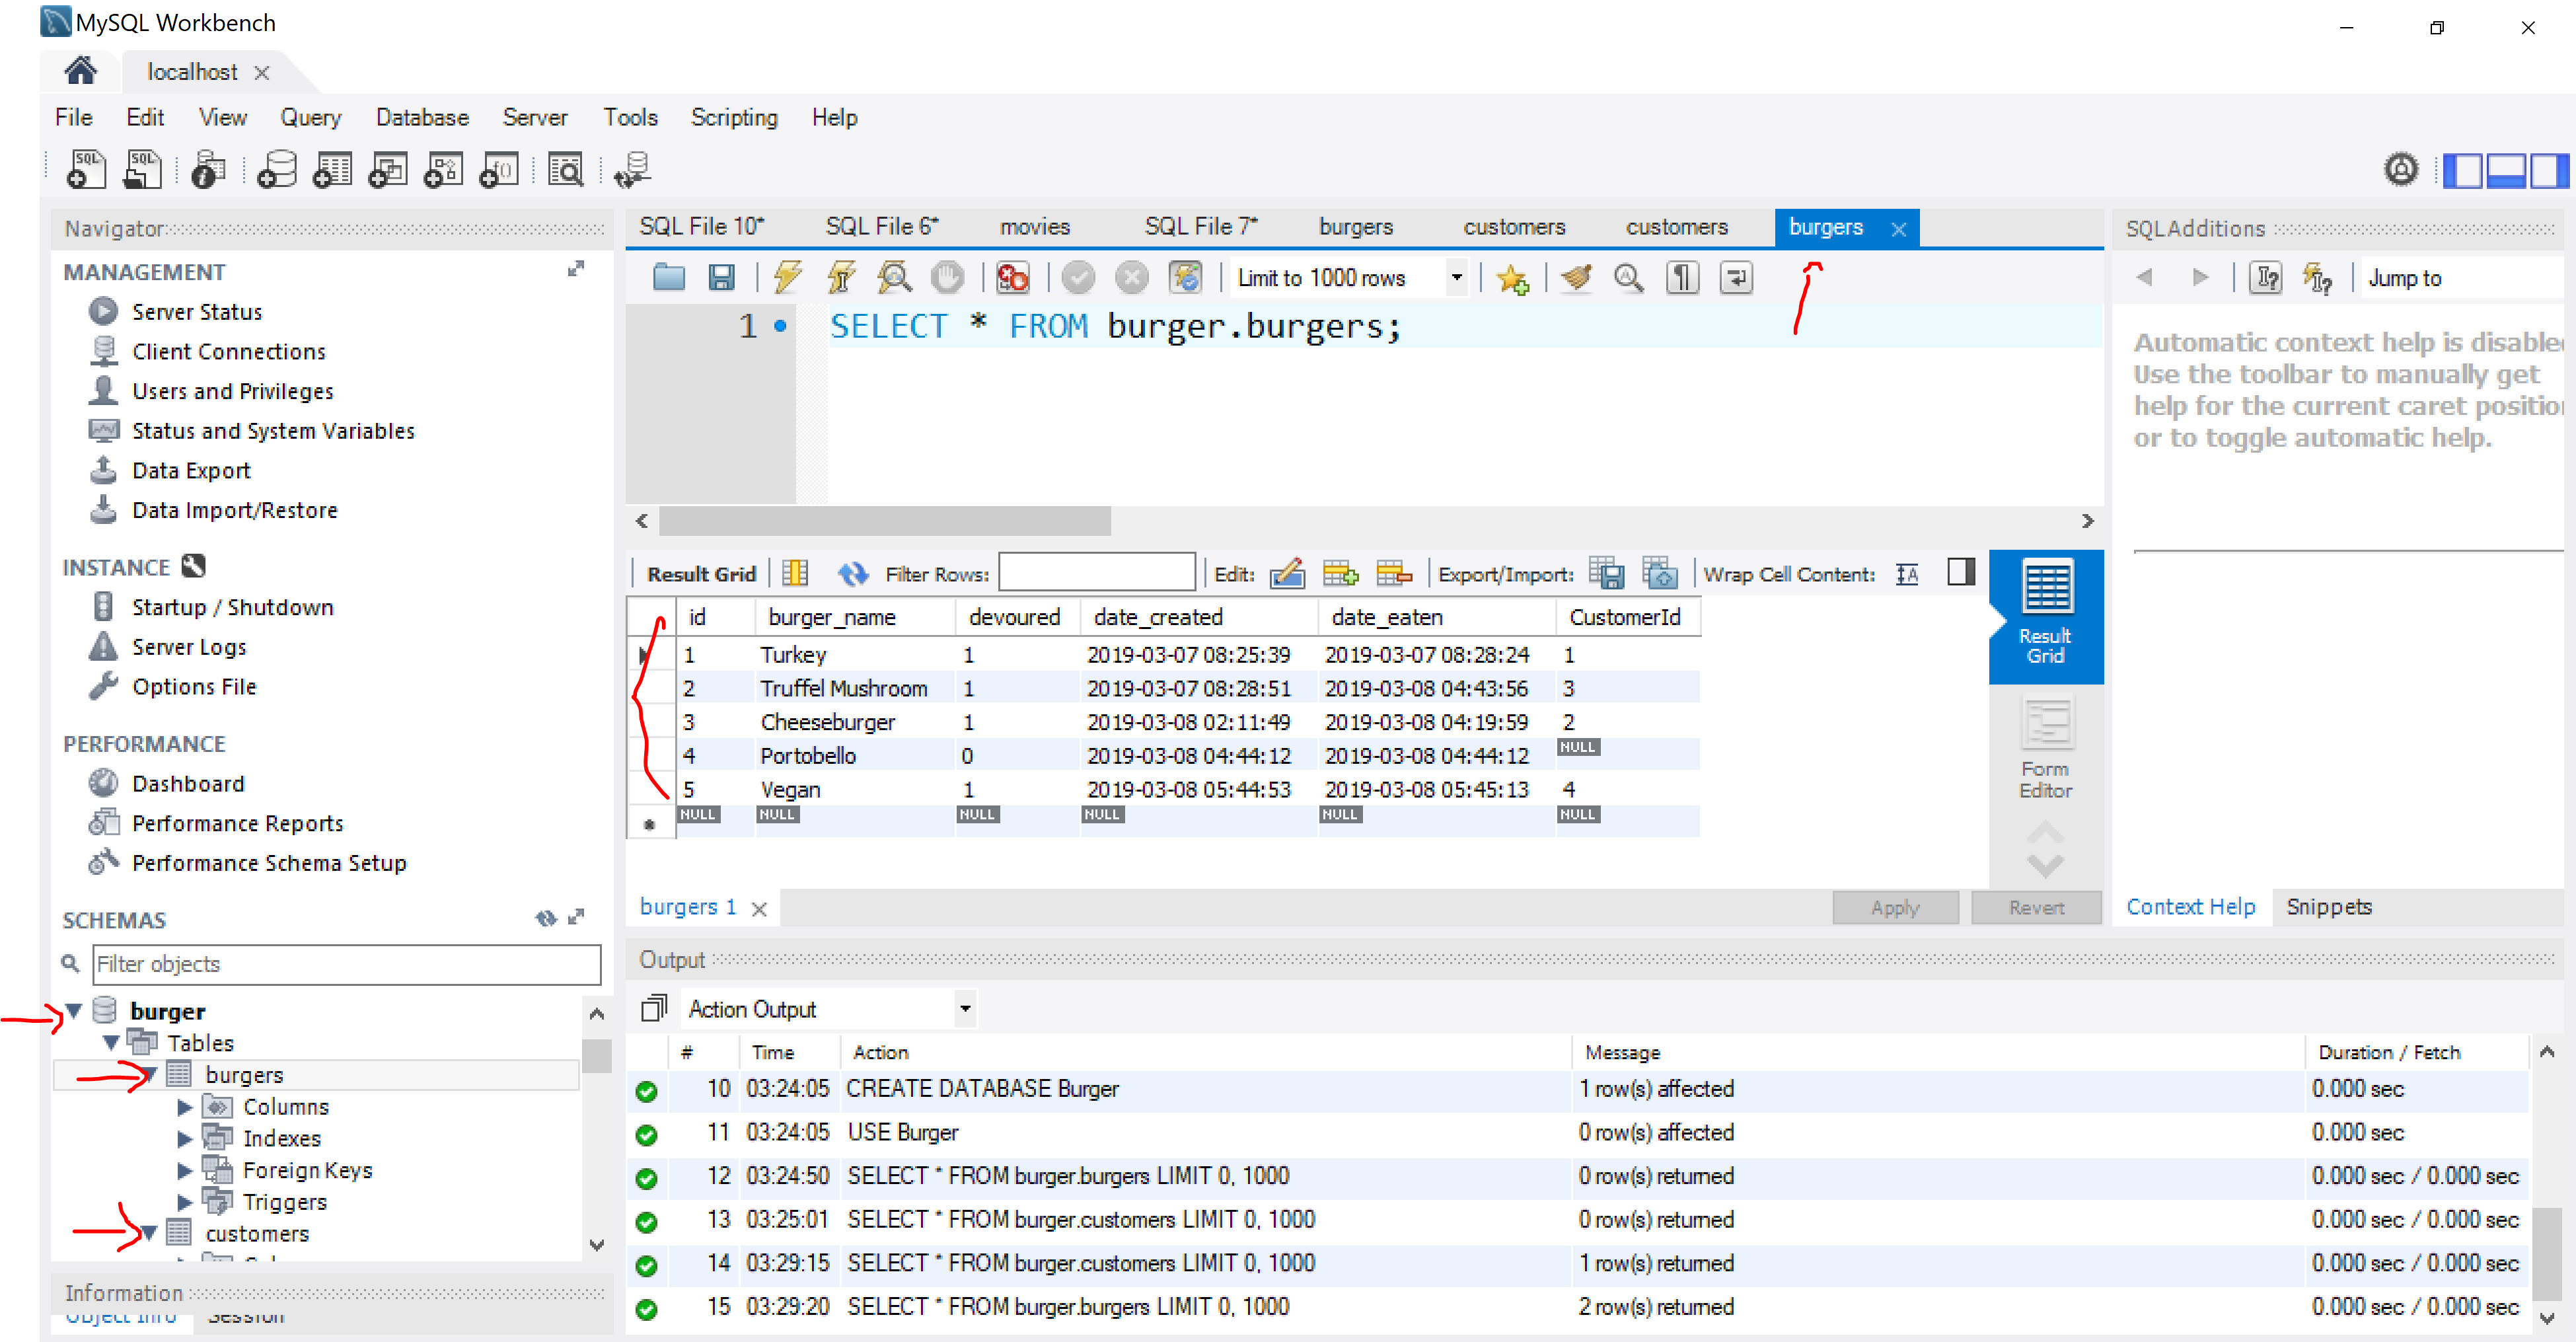 MySQL Workbench
localhost
File Edit View Query Database Server Tools Scripting Help
Navigator
MANAGEMENT
Server Status
Client Connections
Users and Privileges
Status and System Variables
Data Export
Data Import/Restore
INSTANCE
Startup / Shutdown
Server Logs
Options File
PERFORMANCE
Dashboard
Performance Reports
Performance Schema Setup
SCHEMAS
Filter objects
burger
Tables
burgers
Columns
Indexes
Foreign Keys
Triggers
customers
Information
Object Info Session
SQL File 10* SQL File 6* movies SQL File 7* burgers customers customers burgers
Limit to 1000 rows
1 SELECT * FROM burger.burgers;
Result Grid Filter Rows: Edit: Export/Import: Wrap Cell Content:
id burger_name devoured date_created date_eaten CustomerId
1 Turkey 1 2019-03-07 08:25:39 2019-03-07 08:28:24 1
2 Truffel Mushroom 1 2019-03-07 08:28:51 2019-03-08 04:43:56 3
3 Cheeseburger 1 2019-03-08 02:11:49 2019-03-08 04:19:59 2
4 Portobello 0 2019-03-08 04:44:12 2019-03-08 04:44:12 NULL
5 Vegan 1 2019-03-08 05:44:53 2019-03-08 05:45:13 4
NULL NULL NULL NULL NULL NULL
Result
Grid
Form
Editor
burgers 1
Apply Revert
SQLAdditions
Jump to
Automatic context help is disable
Use the toolbar to manually get
help for the current caret positio
or to toggle automatic help.
Context Help Snippets
Output
Action Output
# Time Action Message Duration / Fetch
10 03:24:05 CREATE DATABASE Burger 1 row(s) affected 0.000 sec
11 03:24:05 USE Burger 0 row(s) affected 0.000 sec
12 03:24:50 SELECT * FROM burger.burgers LIMIT 0, 1000 0 row(s) returned 0.000 sec / 0.000 sec
13 03:25:01 SELECT * FROM burger.customers LIMIT 0, 1000 0 row(s) returned 0.000 sec / 0.000 sec
14 03:29:15 SELECT * FROM burger.customers LIMIT 0, 1000 1 row(s) returned 0.000 sec / 0.000 sec
15 03:29:20 SELECT * FROM burger.burgers LIMIT 0, 1000 2 row(s) returned 0.000 sec / 0.000 sec